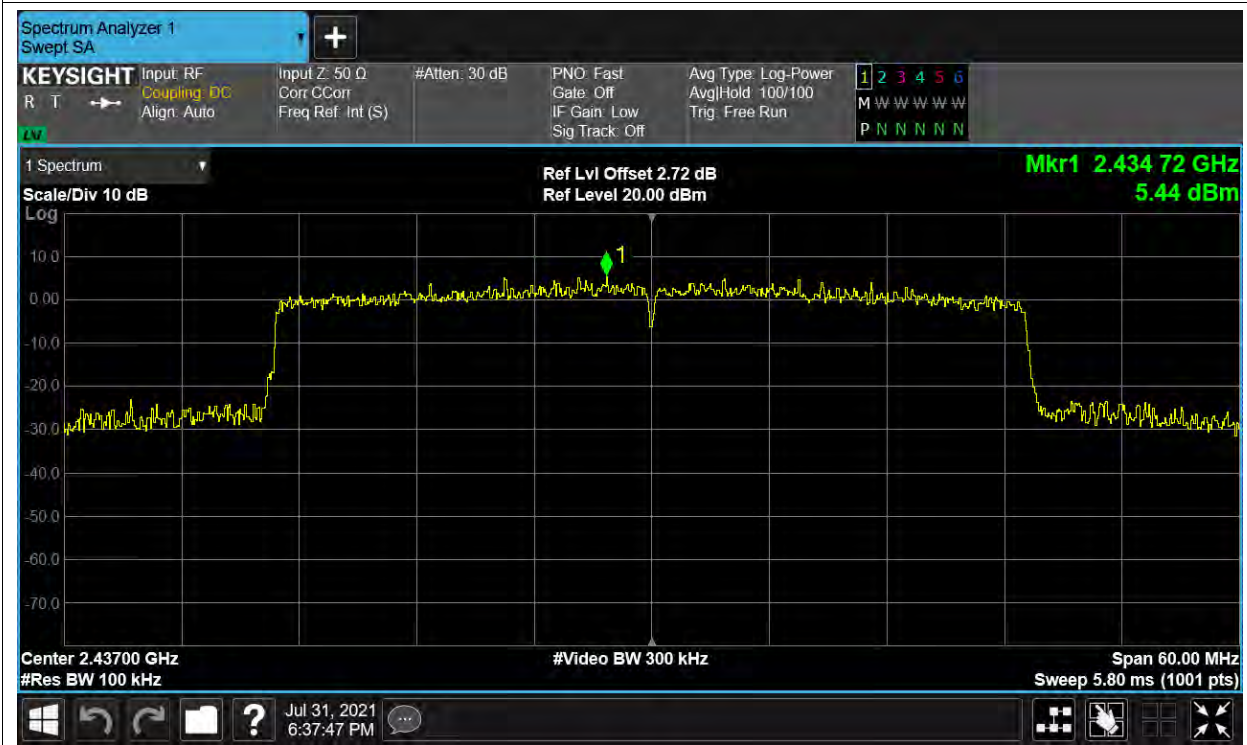 Spectrum Analyzer 1
Swept SA
+
KEYSIGHT Input: RF Input Z: 50 Ω #Atten: 30 dB PNO: Fast Avg Type: Log-Power 1 2 3 4 5 6
R T Coupling: DC Corr CCorr Gate: Off Avg|Hold: 100/100 M W W W W W
Align: Auto Freq Ref: Int (S) IF Gain: Low Trig: Free Run
LV Sig Track: Off P N N N N N
1 Spectrum Ref Lvl Offset 2.72 dB Mkr1 2.434 72 GHz
Scale/Div 10 dB Ref Level 20.00 dBm 5.44 dBm
Log
1
10.0
0.00
-10.0
-20.0
-30.0
-40.0
-50.0
-60.0
-70.0
Center 2.43700 GHz #Video BW 300 kHz Span 60.00 MHz
#Res BW 100 kHz Sweep 5.80 ms (1001 pts)
? Jul 31, 2021
6:37:47 PM